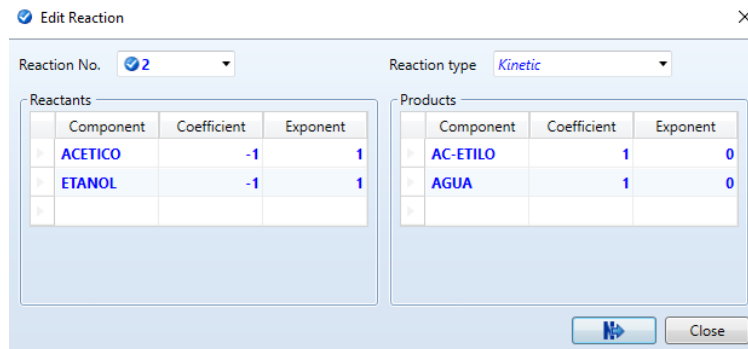 Edit Reaction
Reaction No. 2 Reaction type Kinetic
Reactants Products
Component Coefficient Exponent Component Coefficient Exponent
ACETICO -1 1 AC-ETILO 1 0
ETANOL -1 1 AGUA 1 0
N Close